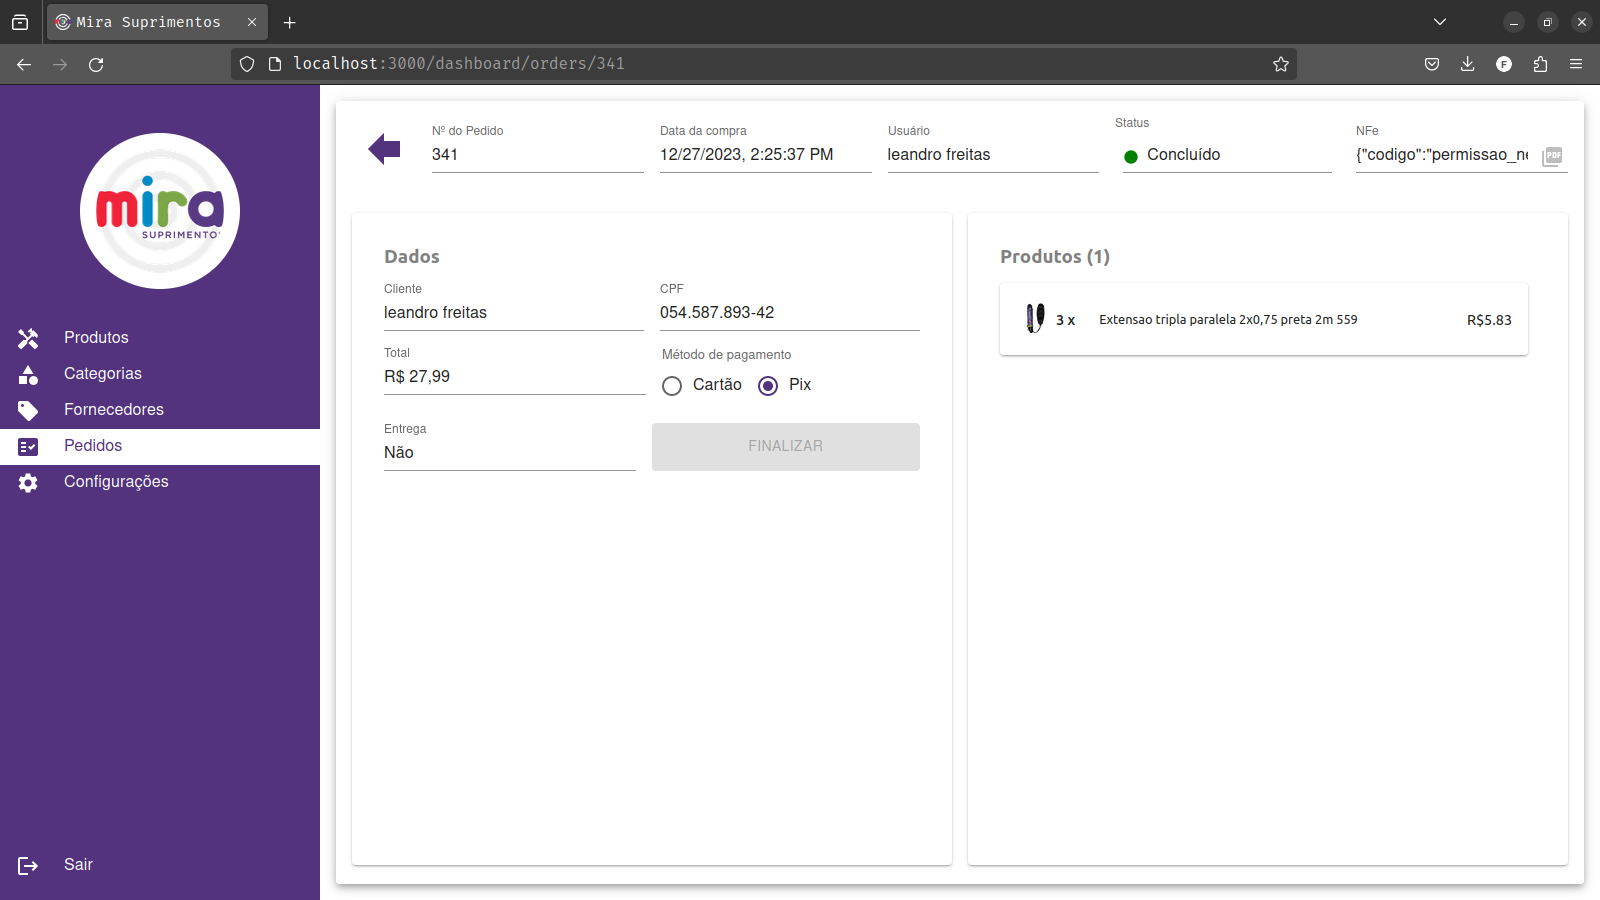 Mira Suprimentos
localhost:3000/dashboard/orders/341
F
mira
SUPRIMENTO
Produtos
Categorias
Fornecedores
Pedidos
Configurações
Sair
Nº do Pedido
341
Data da compra
12/27/2023, 2:25:37 PM
Usuário
leandro freitas
Status
Concluído
NFe
{"codigo":"permissao_ne
PDF
Dados
Cliente
leandro freitas
CPF
054.587.893-42
Total
R$ 27,99
Método de pagamento
Cartão
Pix
Entrega
Não
FINALIZAR
Produtos (1)
3 x
Extensao tripla paralela 2x0,75 preta 2m 559
R$5.83